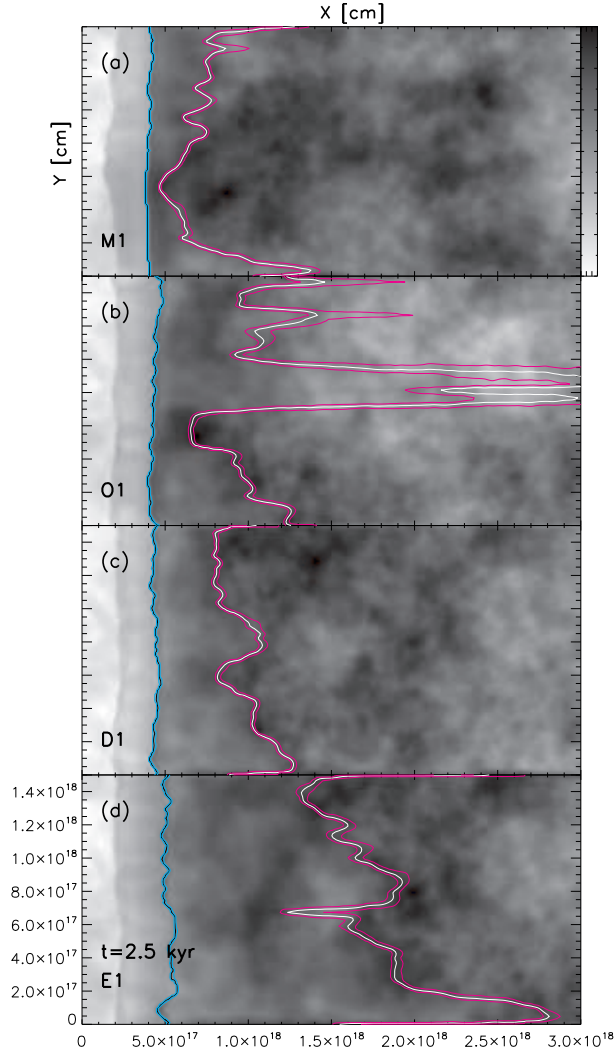 X [cm]
Y [cm]
(a)
M1
(b)
O1
(c)
D1
(d)
1.4×10¹⁸
1.2×10¹⁸
1.0×10¹⁸
8.0×10¹⁷
6.0×10¹⁷
4.0×10¹⁷
2.0×10¹⁷
0
t=2.5 kyr
E1
0 5.0×10¹⁷ 1.0×10¹⁸ 1.5×10¹⁸ 2.0×10¹⁸ 2.5×10¹⁸ 3.0×10¹⁸